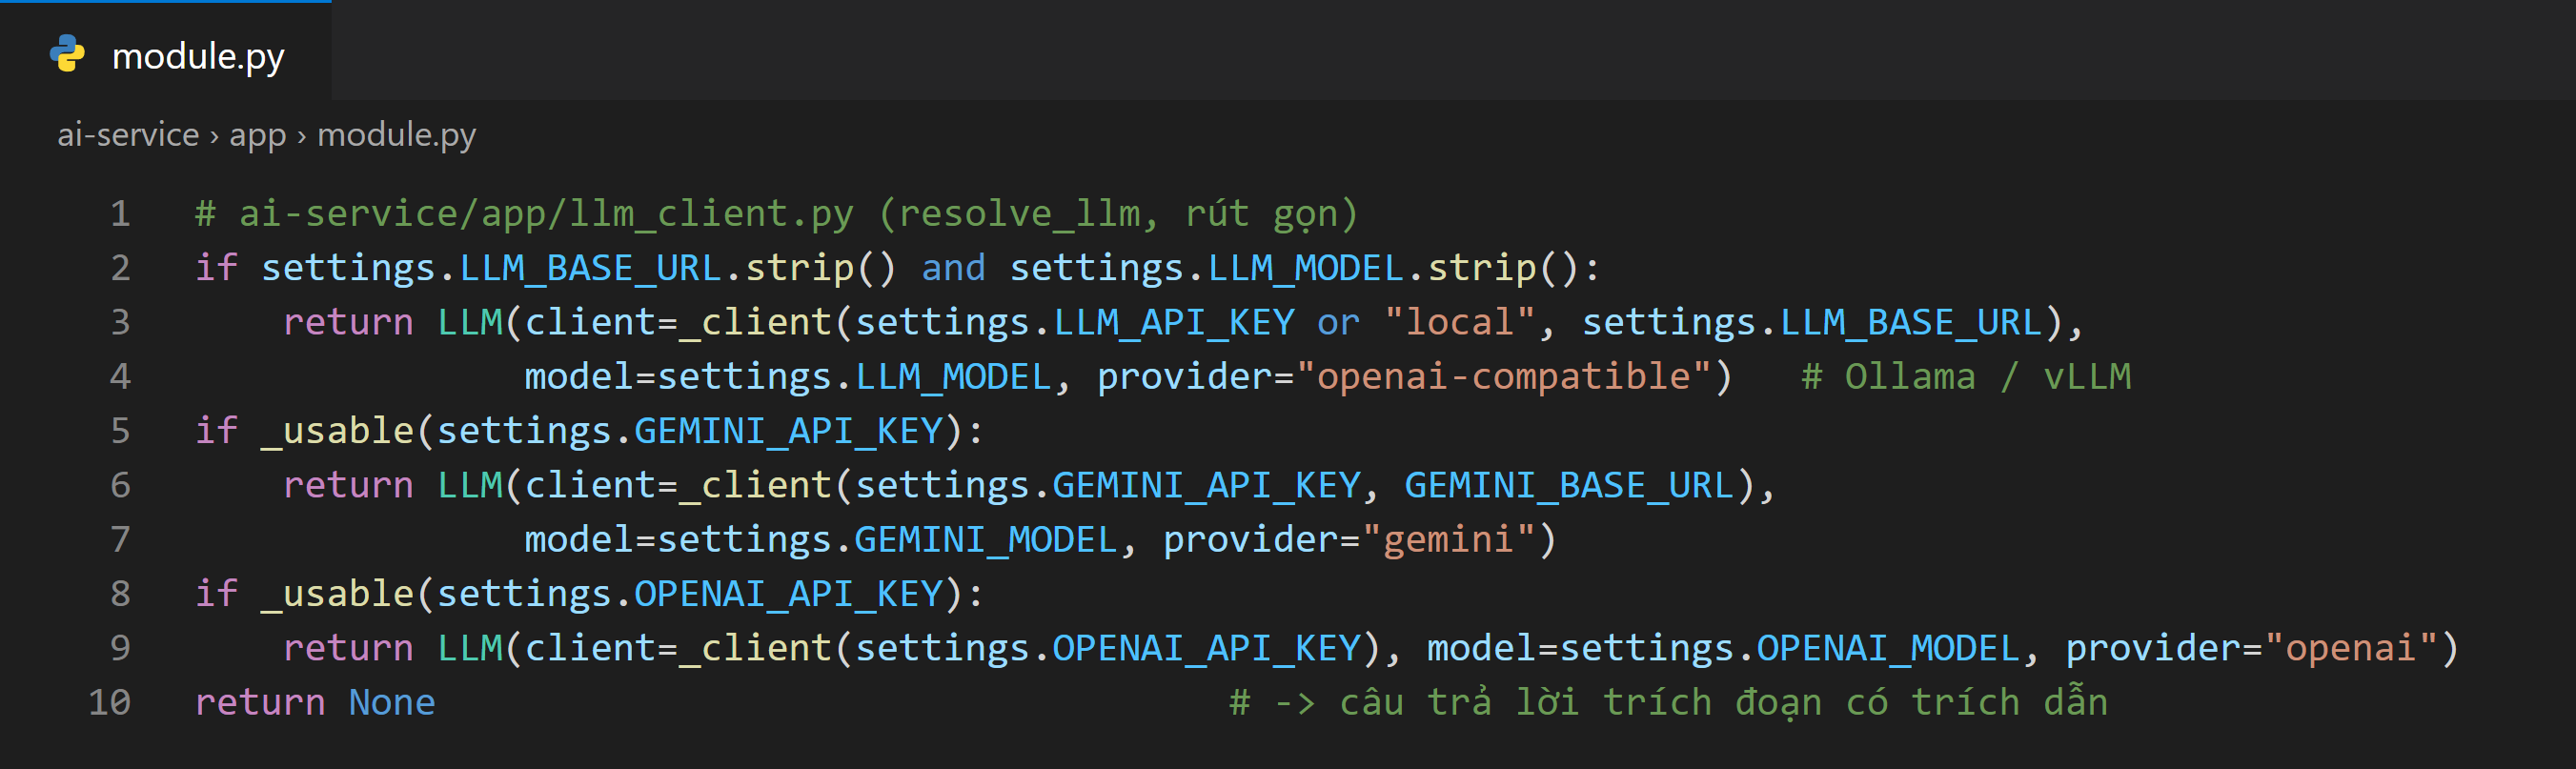 module.py
ai-service › app › module.py
1 # ai-service/app/llm_client.py (resolve_llm, rút gọn)
2 if settings.LLM_BASE_URL.strip() and settings.LLM_MODEL.strip():
3     return LLM(client=_client(settings.LLM_API_KEY or "local", settings.LLM_BASE_URL),
4                model=settings.LLM_MODEL, provider="openai-compatible")   # Ollama / vLLM
5 if _usable(settings.GEMINI_API_KEY):
6     return LLM(client=_client(settings.GEMINI_API_KEY, GEMINI_BASE_URL),
7                model=settings.GEMINI_MODEL, provider="gemini")
8 if _usable(settings.OPENAI_API_KEY):
9     return LLM(client=_client(settings.OPENAI_API_KEY), model=settings.OPENAI_MODEL, provider="openai")
10 return None                                    # -> câu trả lời trích đoạn có trích dẫn